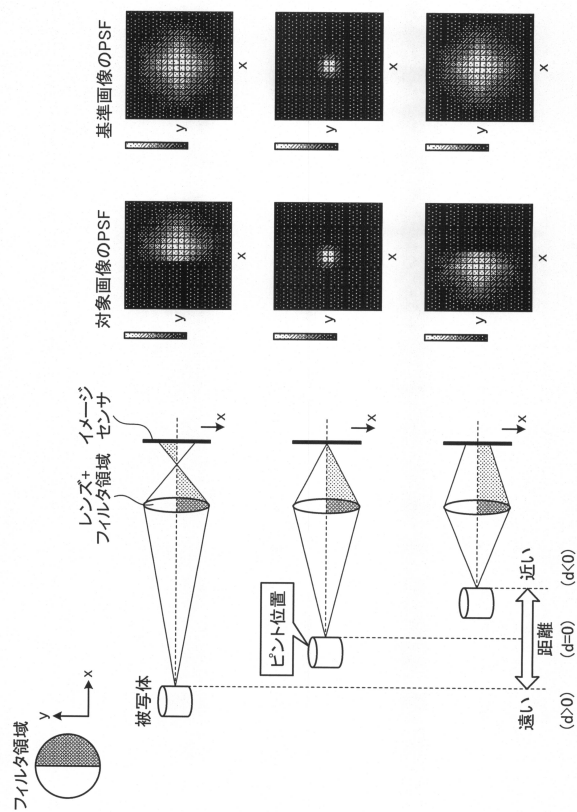 フィルタ領域
y
x
被写体
レンズ+
フィルタ領域
イメージ
センサ
x
対象画像のPSF
y
x
基準画像のPSF
y
x
ピント位置
x
y
x
y
x
x
y
x
y
x
遠い
距離
近い
(d>0)
(d=0)
(d<0)